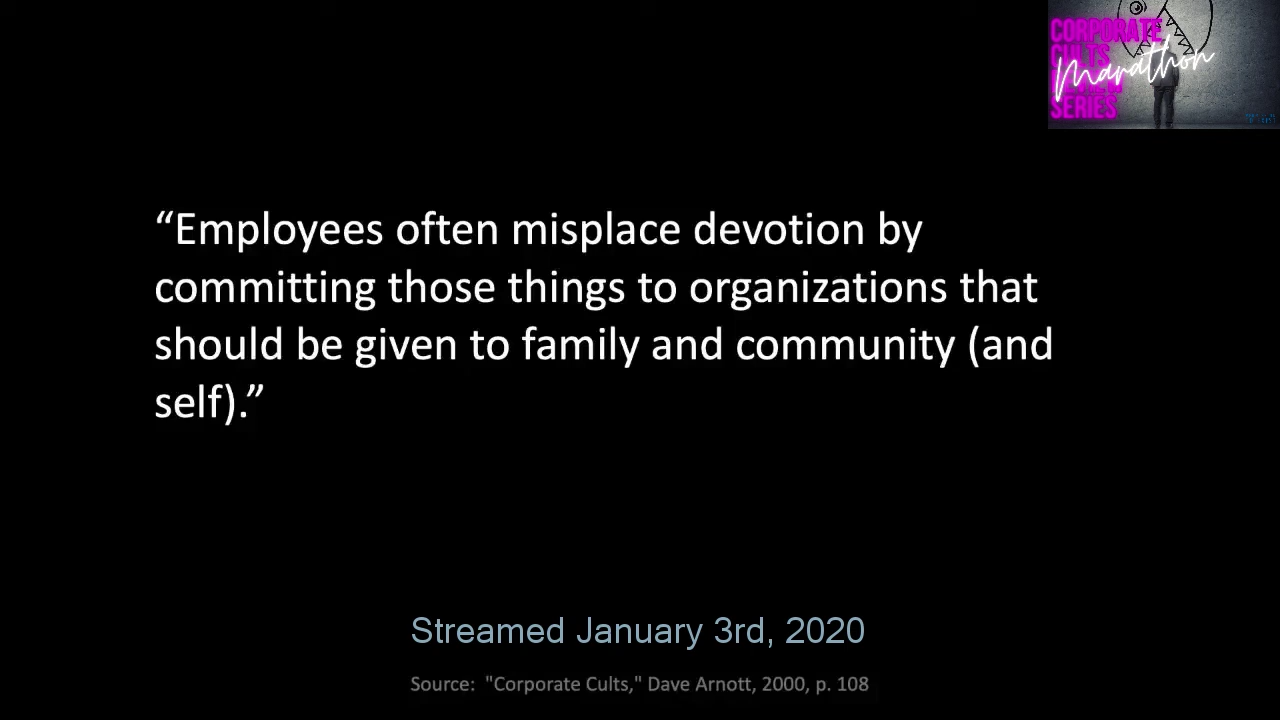 CORPORATE
CULTS
Marathon
SERIES
“Employees often misplace devotion by
committing those things to organizations that
should be given to family and community (and
self).”
Streamed January 3rd, 2020
Source: "Corporate Cults," Dave Arnott, 2000, p. 108